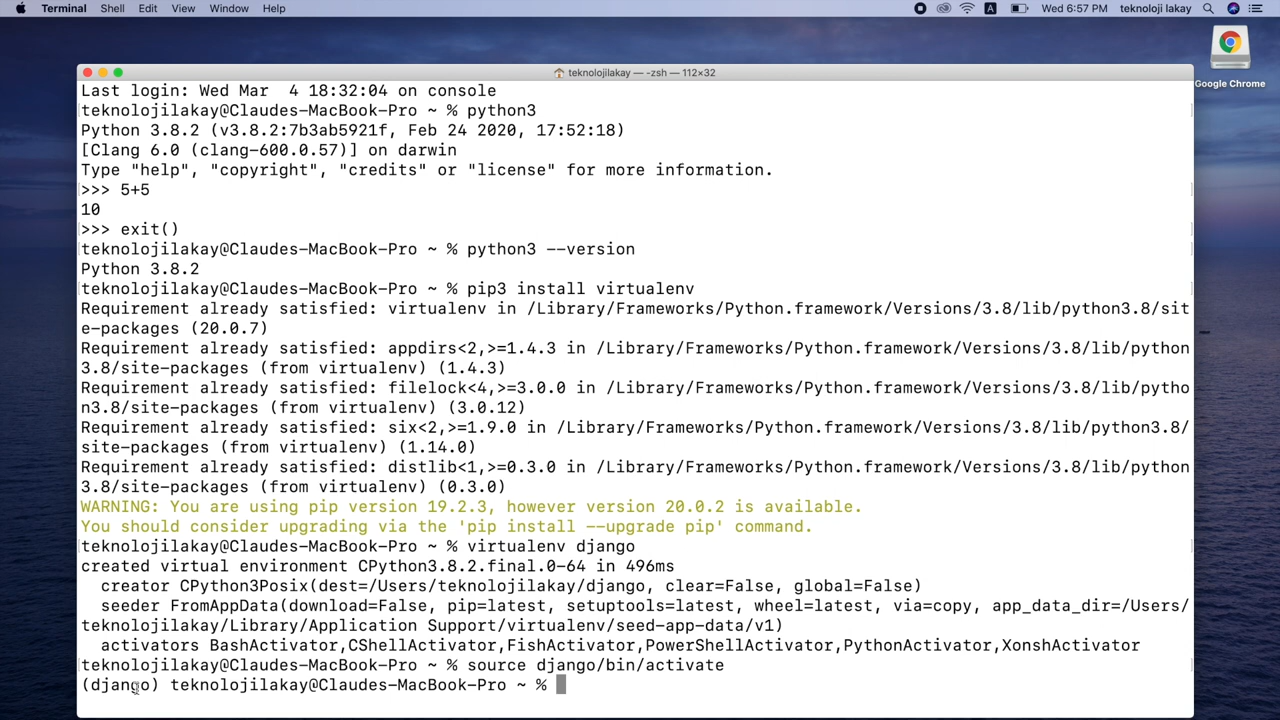 Terminal Shell Edit View Window Help A Wed 6:57 PM teknoloji lakay
Google Chrome
teknolojilakay — -zsh — 112×32
Last login: Wed Mar  4 18:32:04 on console
teknolojilakay@Claudes-MacBook-Pro ~ % python3
Python 3.8.2 (v3.8.2:7b3ab5921f, Feb 24 2020, 17:52:18)
[Clang 6.0 (clang-600.0.57)] on darwin
Type "help", "copyright", "credits" or "license" for more information.
>>> 5+5
10
>>> exit()
teknolojilakay@Claudes-MacBook-Pro ~ % python3 --version
Python 3.8.2
teknolojilakay@Claudes-MacBook-Pro ~ % pip3 install virtualenv
Requirement already satisfied: virtualenv in /Library/Frameworks/Python.framework/Versions/3.8/lib/python3.8/sit
e-packages (20.0.7)
Requirement already satisfied: appdirs<2,>=1.4.3 in /Library/Frameworks/Python.framework/Versions/3.8/lib/python
3.8/site-packages (from virtualenv) (1.4.3)
Requirement already satisfied: filelock<4,>=3.0.0 in /Library/Frameworks/Python.framework/Versions/3.8/lib/pytho
n3.8/site-packages (from virtualenv) (3.0.12)
Requirement already satisfied: six<2,>=1.9.0 in /Library/Frameworks/Python.framework/Versions/3.8/lib/python3.8/
site-packages (from virtualenv) (1.14.0)
Requirement already satisfied: distlib<1,>=0.3.0 in /Library/Frameworks/Python.framework/Versions/3.8/lib/python
3.8/site-packages (from virtualenv) (0.3.0)
WARNING: You are using pip version 19.2.3, however version 20.0.2 is available.
You should consider upgrading via the 'pip install --upgrade pip' command.
teknolojilakay@Claudes-MacBook-Pro ~ % virtualenv django
created virtual environment CPython3.8.2.final.0-64 in 496ms
  creator CPython3Posix(dest=/Users/teknolojilakay/django, clear=False, global=False)
  seeder FromAppData(download=False, pip=latest, setuptools=latest, wheel=latest, via=copy, app_data_dir=/Users/
teknolojilakay/Library/Application Support/virtualenv/seed-app-data/v1)
  activators BashActivator,CShellActivator,FishActivator,PowerShellActivator,PythonActivator,XonshActivator
teknolojilakay@Claudes-MacBook-Pro ~ % source django/bin/activate
(django) teknolojilakay@Claudes-MacBook-Pro ~ %